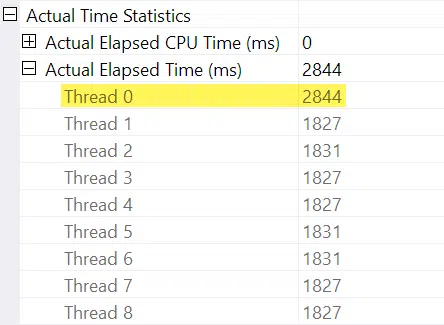 Actual Time Statistics
Actual Elapsed CPU Time (ms) 0
Actual Elapsed Time (ms) 2844
Thread 0 2844
Thread 1 1827
Thread 2 1831
Thread 3 1827
Thread 4 1827
Thread 5 1831
Thread 6 1831
Thread 7 1827
Thread 8 1827